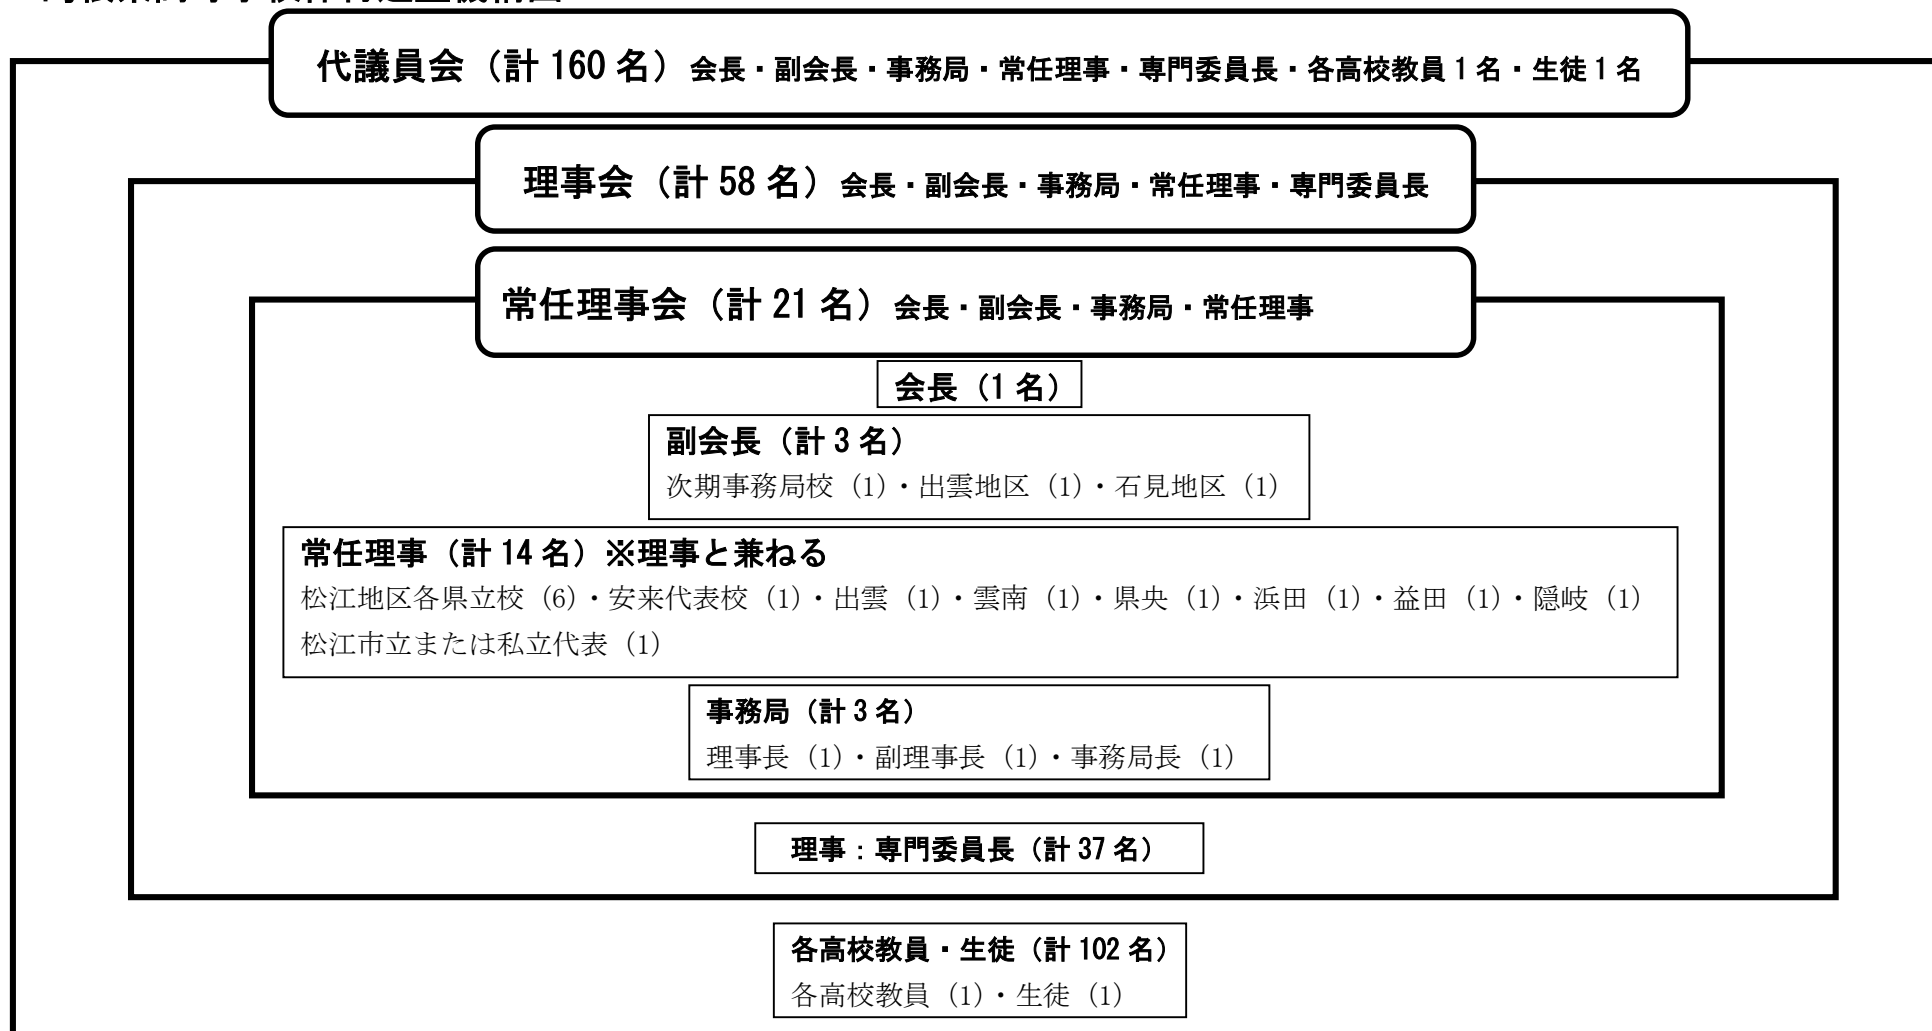 代議員会（計 160 名）会長・副会長・事務局・常任理事・専門委員長・各高校教員 1 名・生徒 1 名
理事会（計 58 名）会長・副会長・事務局・常任理事・専門委員長
常任理事会（計 21 名）会長・副会長・事務局・常任理事
会長（1 名）
副会長（計 3 名）
次期事務局校（1）・出雲地区（1）・石見地区（1）
常任理事（計 14 名）※理事と兼ねる
松江地区各県立校（6）・安来代表校（1）・出雲（1）・雲南（1）・県央（1）・浜田（1）・益田（1）・隠岐（1）
松江市立または私立代表（1）
事務局（計 3 名）
理事長（1）・副理事長（1）・事務局長（1）
理事：専門委員長（計 37 名）
各高校教員・生徒（計 102 名）
各高校教員（1）・生徒（1）